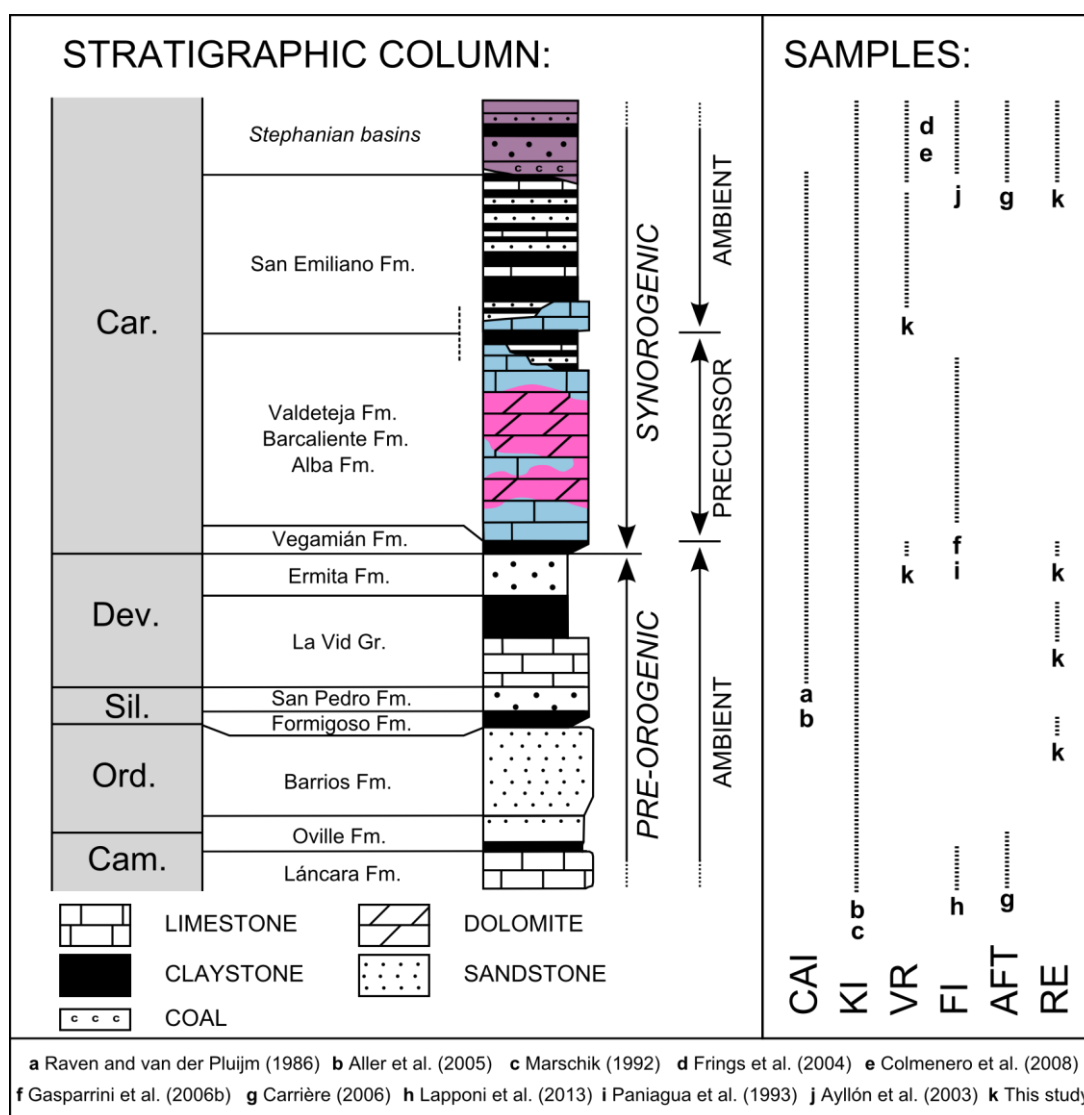 STRATIGRAPHIC COLUMN:
SAMPLES:
Stephanian basins
San Emiliano Fm.
Car.
Valdeteja Fm.
Barcaliente Fm.
Alba Fm.
Vegamián Fm.
Ermita Fm.
Dev.
La Vid Gr.
San Pedro Fm.
Sil.
Formigoso Fm.
Ord.
Barrios Fm.
Oville Fm.
Cam.
Láncara Fm.
c c c
SYNOROGENIC
PRE-OROGENIC
AMBIENT
PRECURSOR
AMBIENT
d
e
j
g
k
k
f
i
k
k
k
a
b
k
b
c
h
g
CAI
KI
VR
FI
AFT
RE
LIMESTONE
DOLOMITE
CLAYSTONE
SANDSTONE
c c c
COAL
a Raven and van der Pluijm (1986) b Aller et al. (2005) c Marschik (1992) d Frings et al. (2004) e Colmenero et al. (2008)
f Gasparrini et al. (2006b) g Carrière (2006) h Lapponi et al. (2013) i Paniagua et al. (1993) j Ayllón et al. (2003) k This study